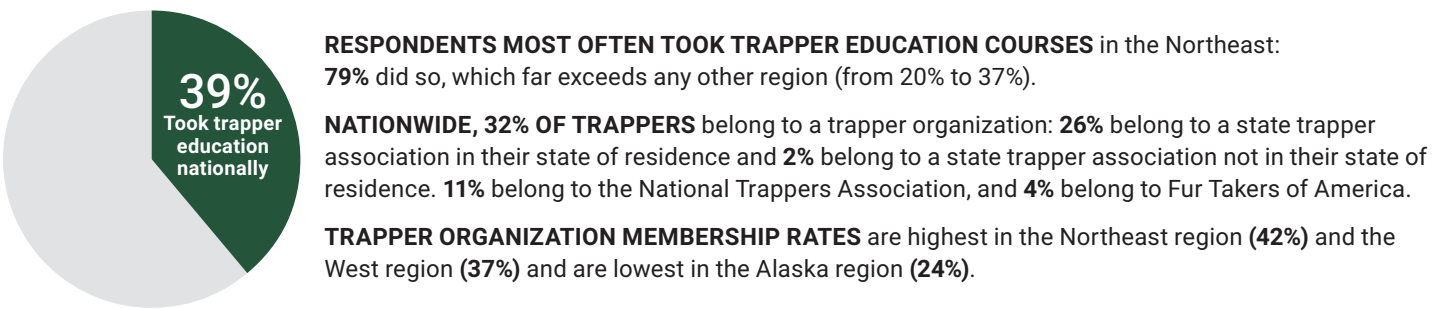 39%
Took trapper
education
nationally
RESPONDENTS MOST OFTEN TOOK TRAPPER EDUCATION COURSES in the Northeast:
79% did so, which far exceeds any other region (from 20% to 37%).
NATIONWIDE, 32% OF TRAPPERS belong to a trapper organization: 26% belong to a state trapper
association in their state of residence and 2% belong to a state trapper association not in their state of
residence. 11% belong to the National Trappers Association, and 4% belong to Fur Takers of America.
TRAPPER ORGANIZATION MEMBERSHIP RATES are highest in the Northeast region (42%) and the
West region (37%) and are lowest in the Alaska region (24%).